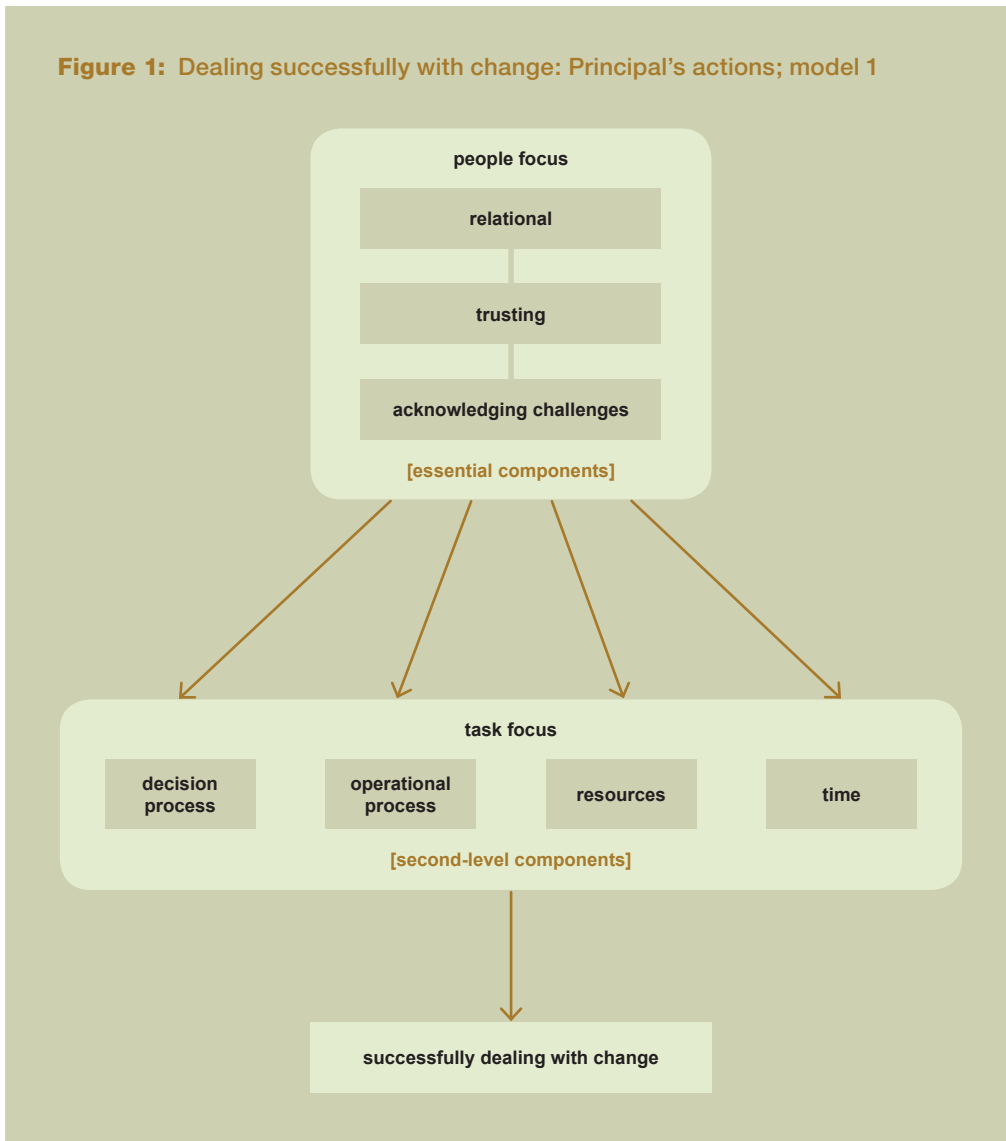 Figure 1: Dealing successfully with change: Principal’s actions; model 1
people focus
relational
trusting
acknowledging challenges
[essential components]
task focus
decision
process
operational
process
resources
time
[second-level components]
successfully dealing with change